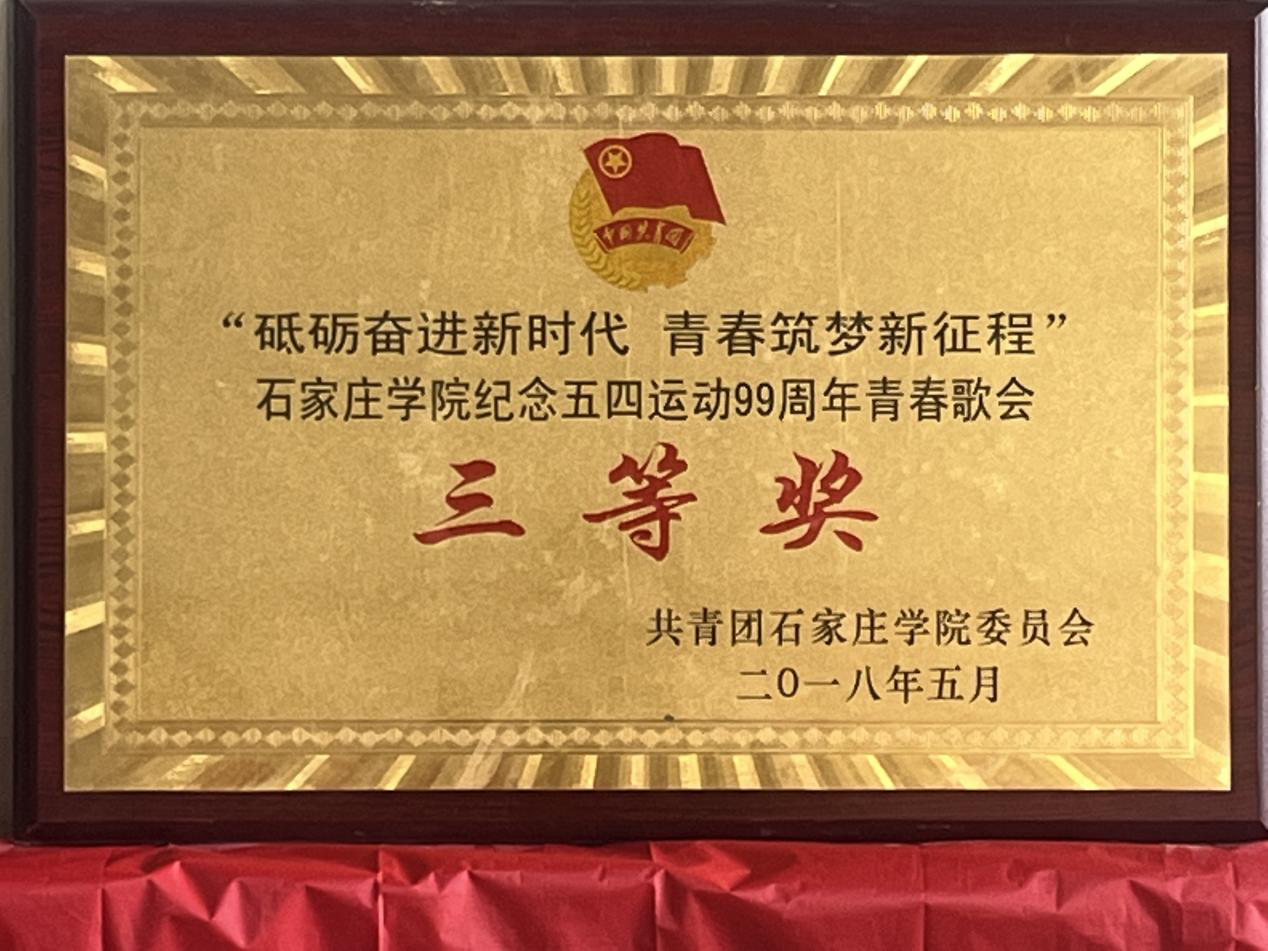 中国共青团
“砥砺奋进新时代 青春筑梦新征程”
石家庄学院纪念五四运动99周年青春歌会
三等奖
共青团石家庄学院委员会
二〇一八年五月